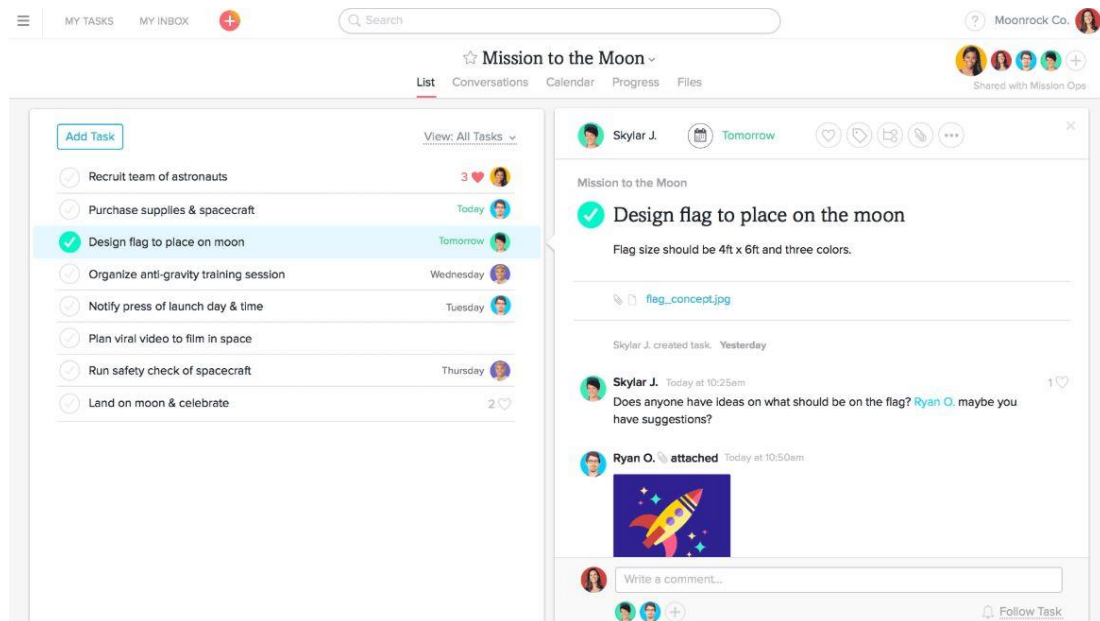 MY TASKS
MY INBOX
Search
?
Moonrock Co.
Mission to the Moon
List
Conversations
Calendar
Progress
Files
Shared with Mission Ops
Add Task
View: All Tasks
Recruit team of astronauts
3
Purchase supplies & spacecraft
Today
Design flag to place on moon
Tomorrow
Organize anti-gravity training session
Wednesday
Notify press of launch day & time
Tuesday
Plan viral video to film in space
Run safety check of spacecraft
Thursday
Land on moon & celebrate
2
Skylar J.
Tomorrow
Mission to the Moon
Design flag to place on the moon
Flag size should be 4ft x 6ft and three colors.
flag_concept.jpg
Skylar J. created task. Yesterday
Skylar J. Today at 10:25am
1
Does anyone have ideas on what should be on the flag? Ryan O. maybe you
have suggestions?
Ryan O. attached Today at 10:50am
Write a comment...
Follow Task